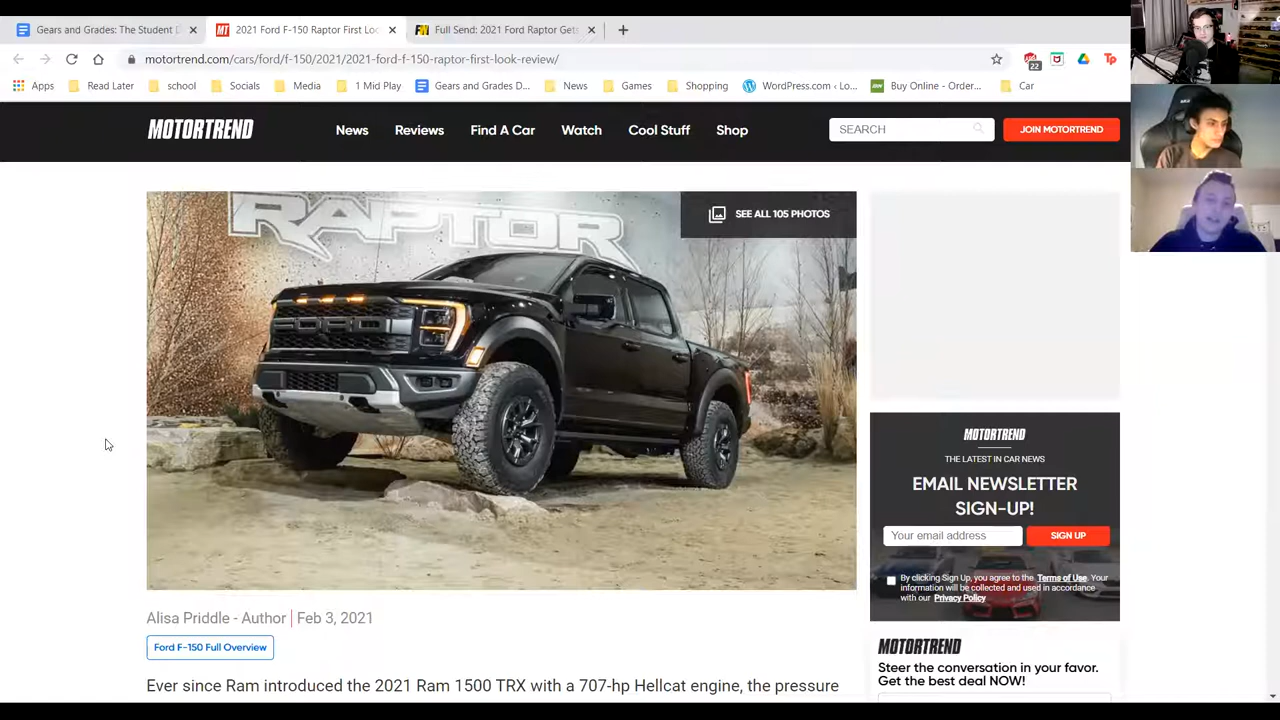 Gears and Grades: The Student D
2021 Ford F-150 Raptor First Loo
Full Send: 2021 Ford Raptor Gets
motortrend.com/cars/ford/f-150/2021/2021-ford-f-150-raptor-first-look-review/
22
Apps Read Later school Socials Media 1 Mid Play Gears and Grades D... News Games Shopping WordPress.com ‹ Lo... Buy Online - Order... Car
MOTORTREND News Reviews Find A Car Watch Cool Stuff Shop SEARCH JOIN MOTORTREND
RAPTOR
SEE ALL 105 PHOTOS
FORD
MOTORTREND
THE LATEST IN CAR NEWS
EMAIL NEWSLETTER
SIGN-UP!
Your email address SIGN UP
By clicking Sign Up, you agree to the Terms of Use. Your
information will be collected and used in accordance
with our Privacy Policy
Alisa Priddle - Author | Feb 3, 2021
Ford F-150 Full Overview
Ever since Ram introduced the 2021 Ram 1500 TRX with a 707-hp Hellcat engine, the pressure
MOTORTREND
Steer the conversation in your favor.
Get the best deal NOW!